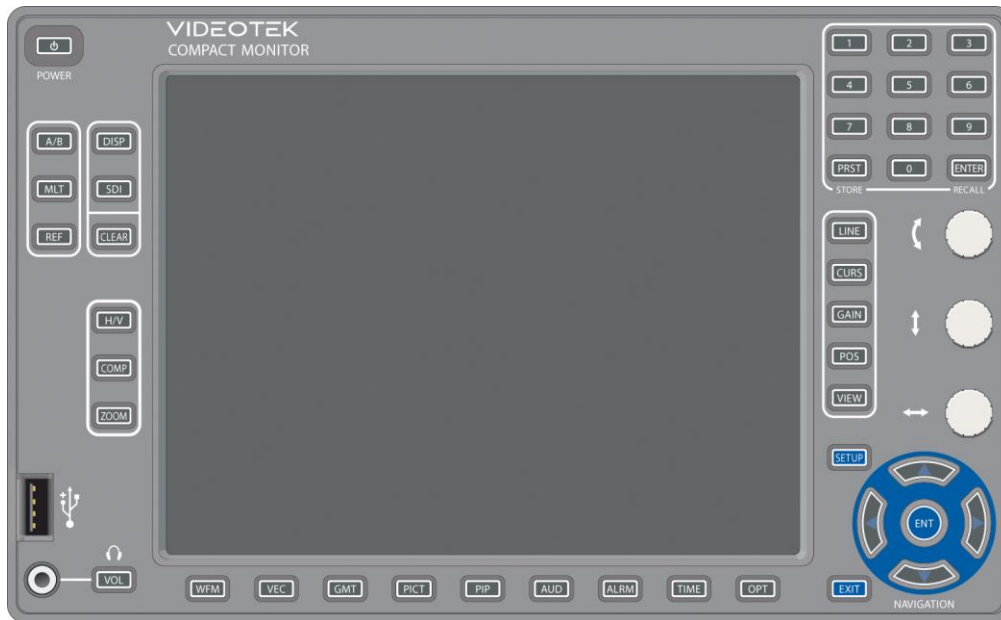 VIDEOTEK
COMPACT MONITOR
POWER
A/B DISP
MLT SDI
REF CLEAR
H/V
COMP
ZOOM
VOL
WFM VEC GMT PICT PIP AUD ALRM TIME OPT
1 2 3
4 5 6
7 8 9
PRST 0 ENTER
STORE RECALL
LINE
CURS
GAIN
POS
VIEW
SETUP
ENT
EXIT
NAVIGATION